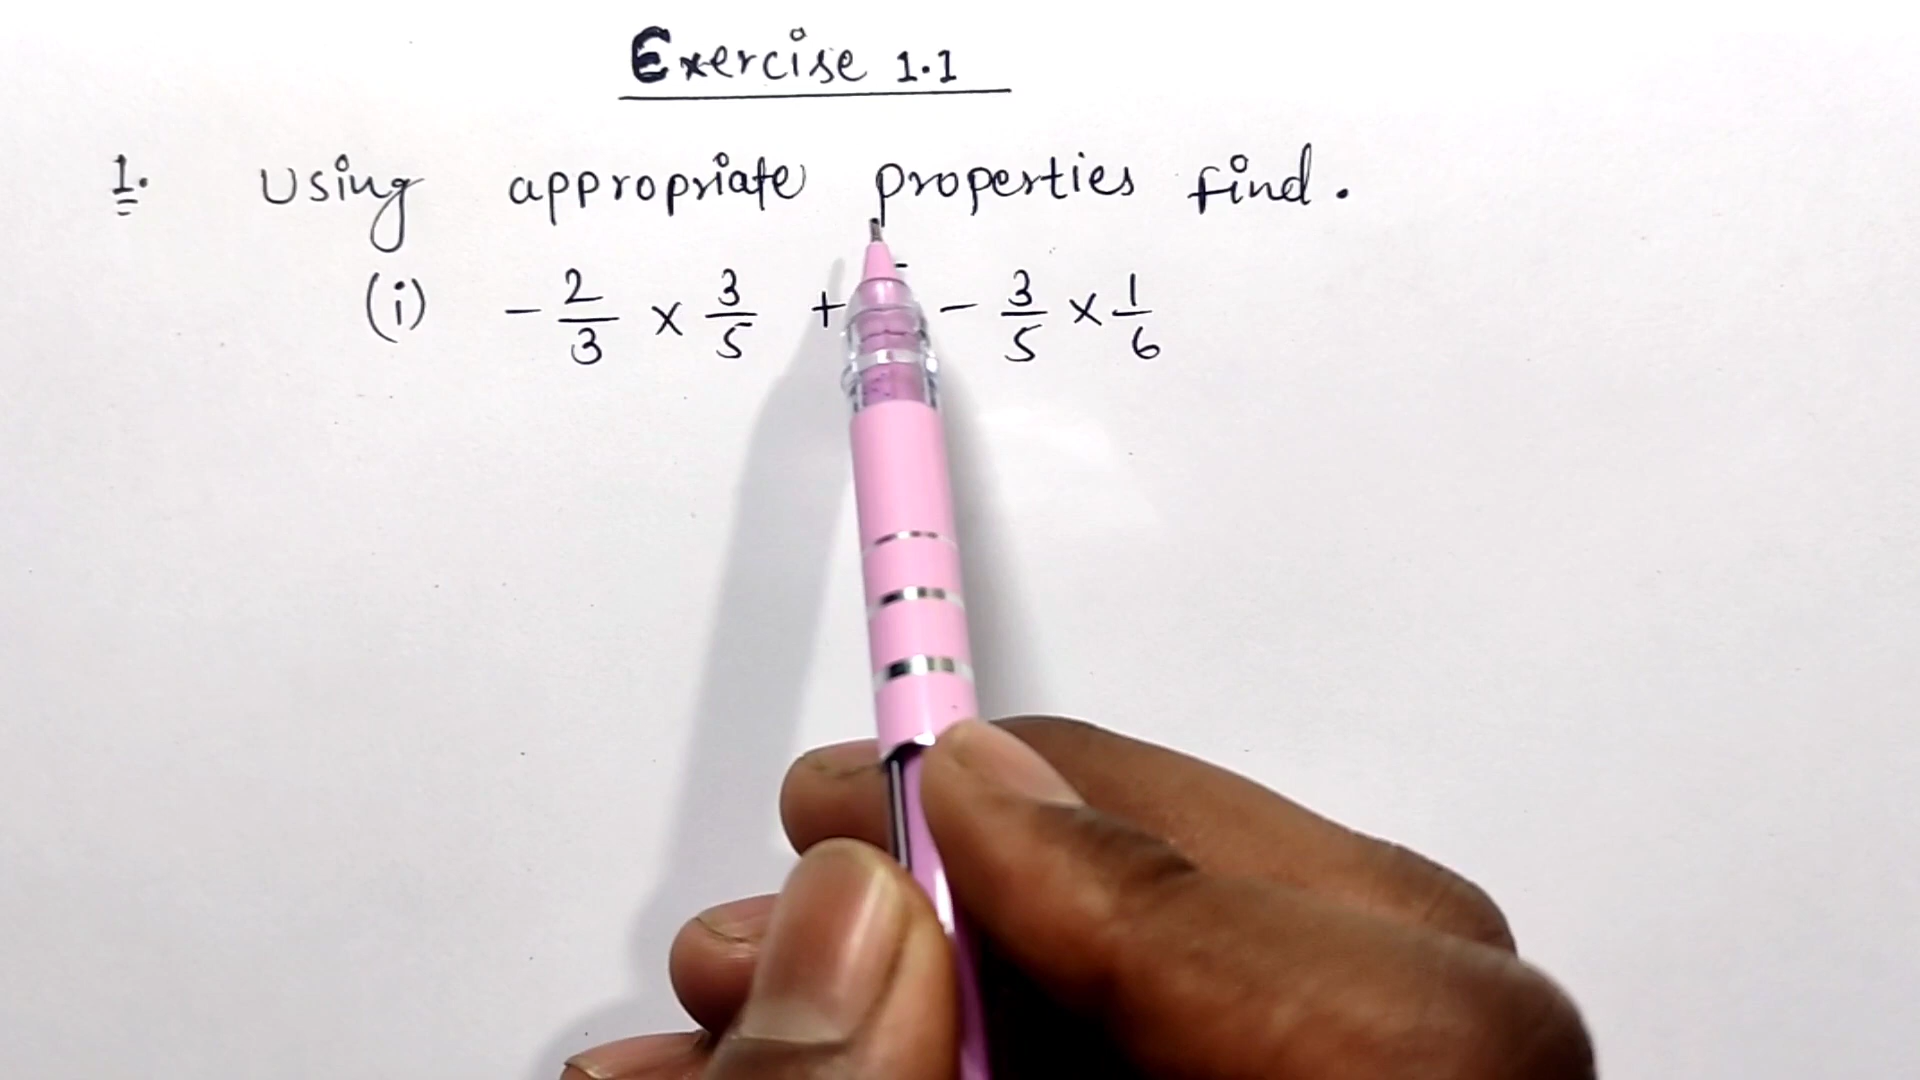 Exercise 1.1
1. Using appropriate properties find.
(i) - 2/3 × 3/5 + - 3/5 × 1/6